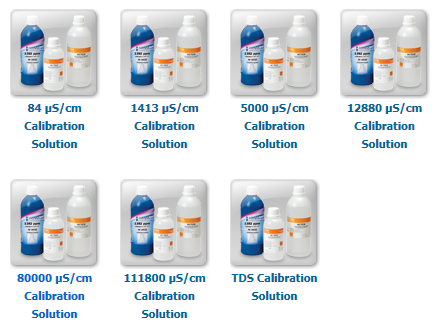 84 µS/cm
Calibration
Solution
1413 µS/cm
Calibration
Solution
5000 µS/cm
Calibration
Solution
12880 µS/cm
Calibration
Solution
80000 µS/cm
Calibration
Solution
111800 µS/cm
Calibration
Solution
TDS Calibration
Solution